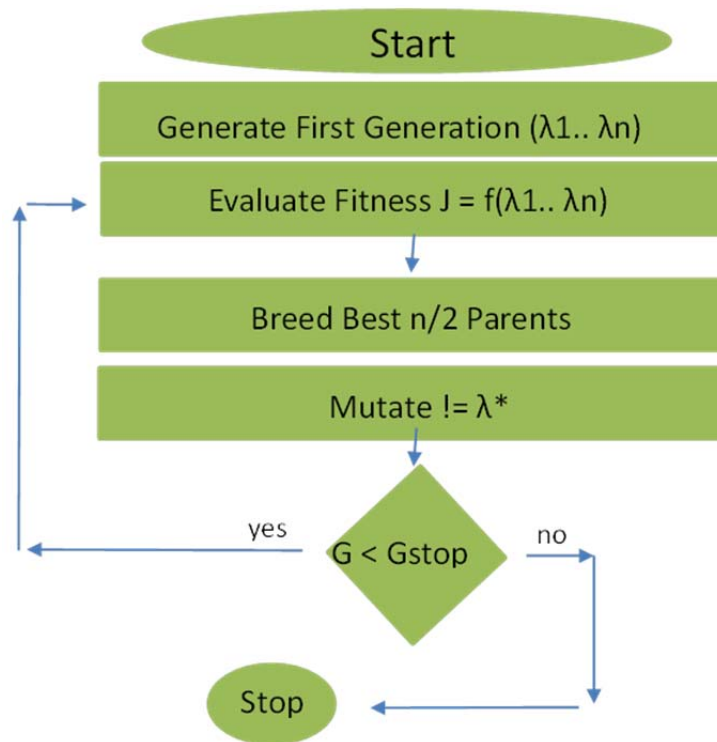 Start
Generate First Generation (λ1.. λn)
Evaluate Fitness J = f(λ1.. λn)
Breed Best n/2 Parents
Mutate != λ*
yes
G < Gstop
no
Stop